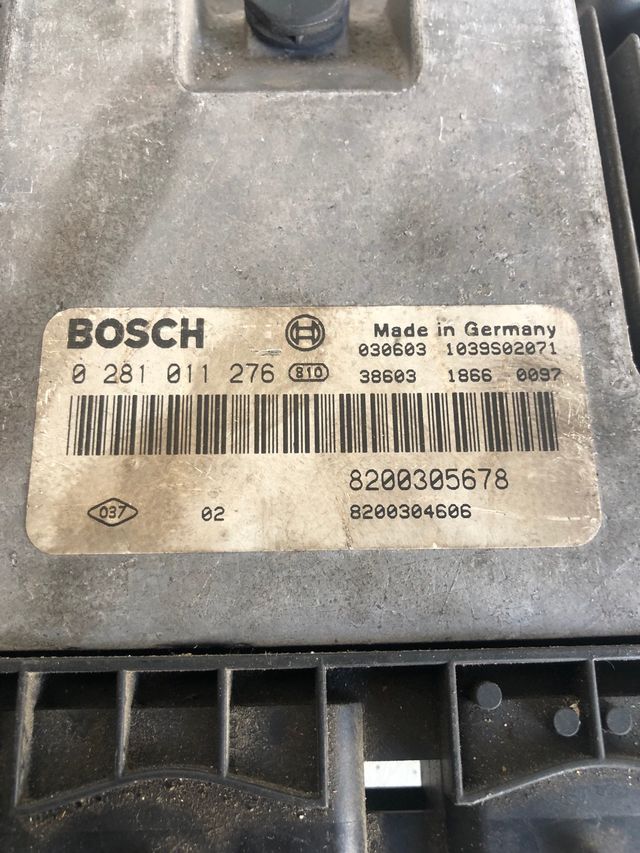 BOSCH
Made in Germany
030603 1039S02071
0 281 011 276 810
38603 1866 0097
8200305678
037 02 8200304606